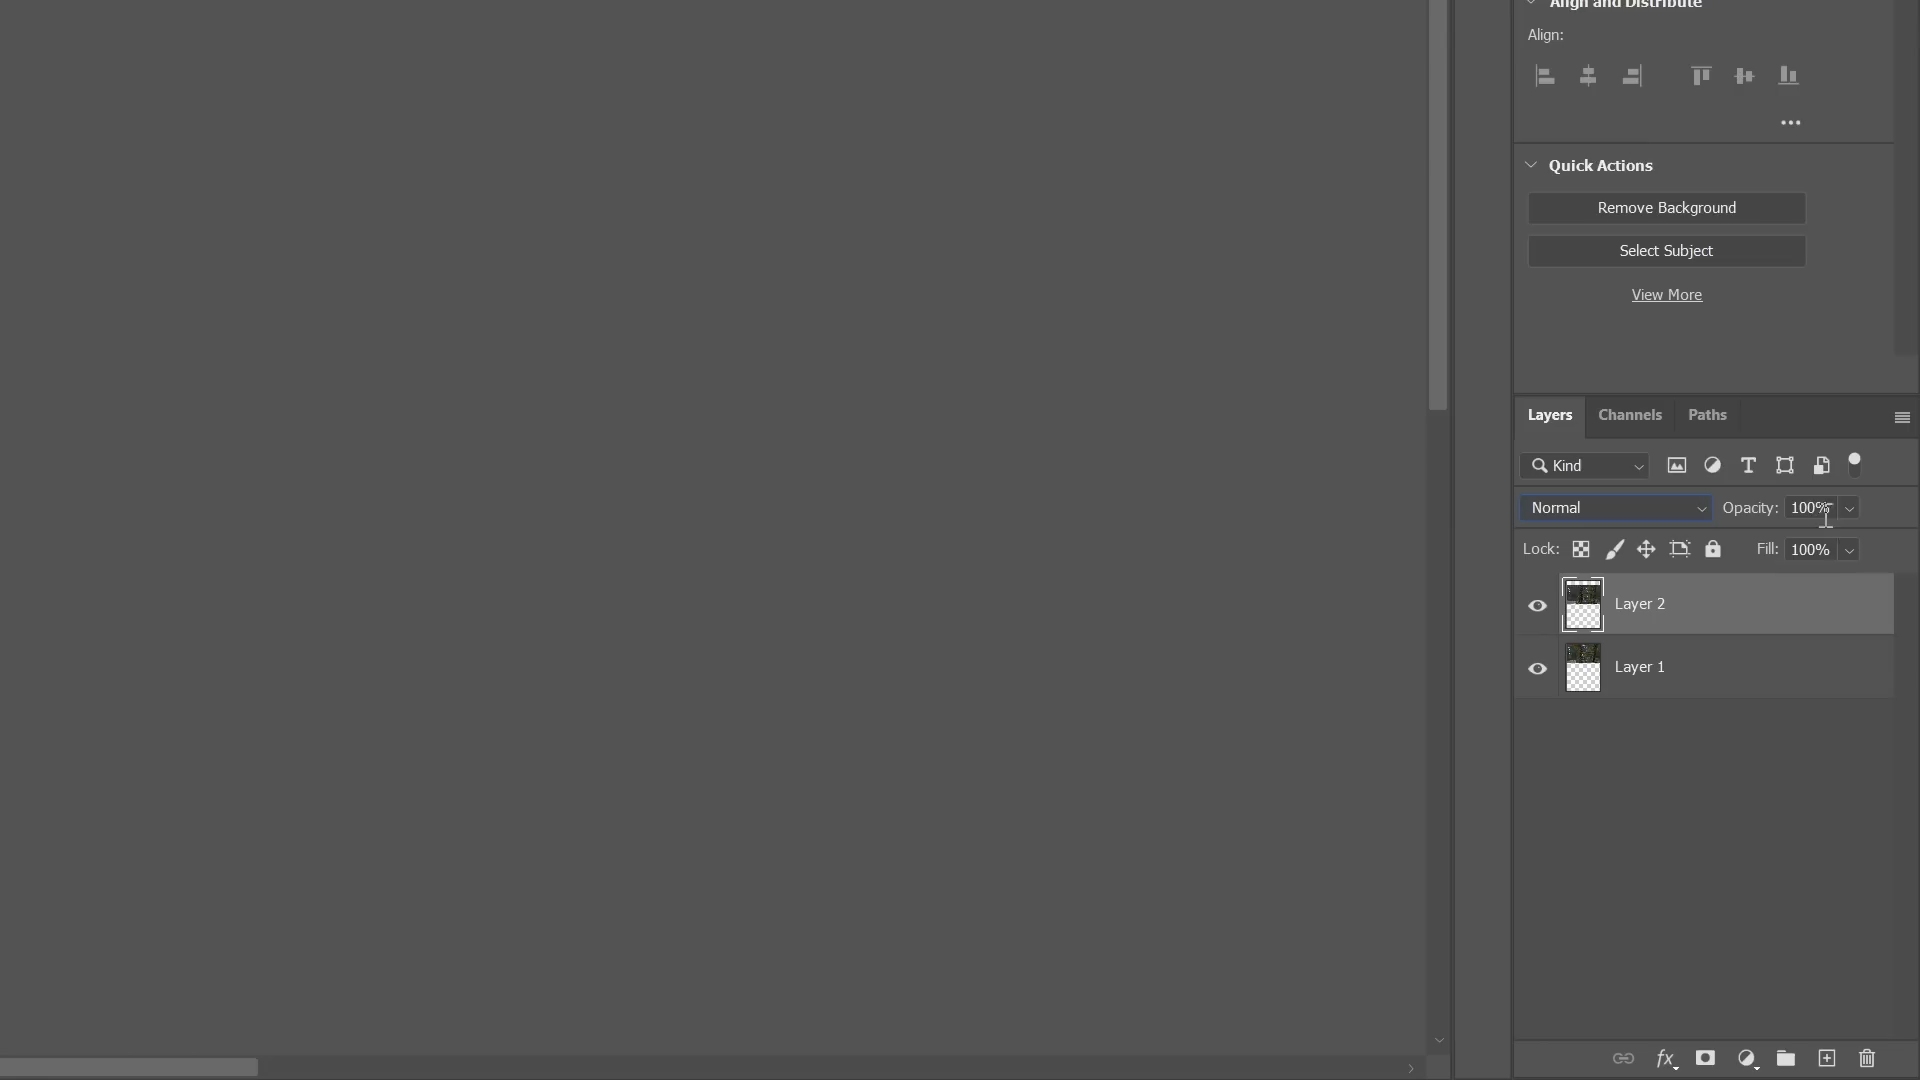 Align and Distribute
Align:
Quick Actions
Remove Background
Select Subject
View More
Layers Channels Paths
Kind
Normal Opacity: 100%
Lock: Fill: 100%
Layer 2
Layer 1
fx